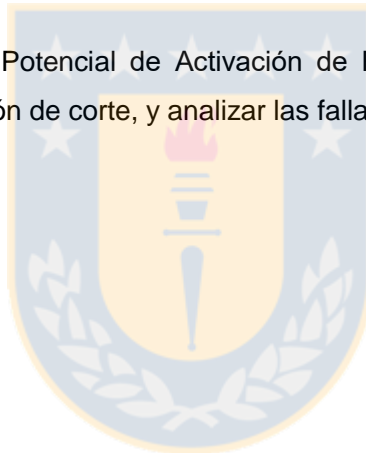 Potencial de Activación de
ón de corte, y analizar las falla